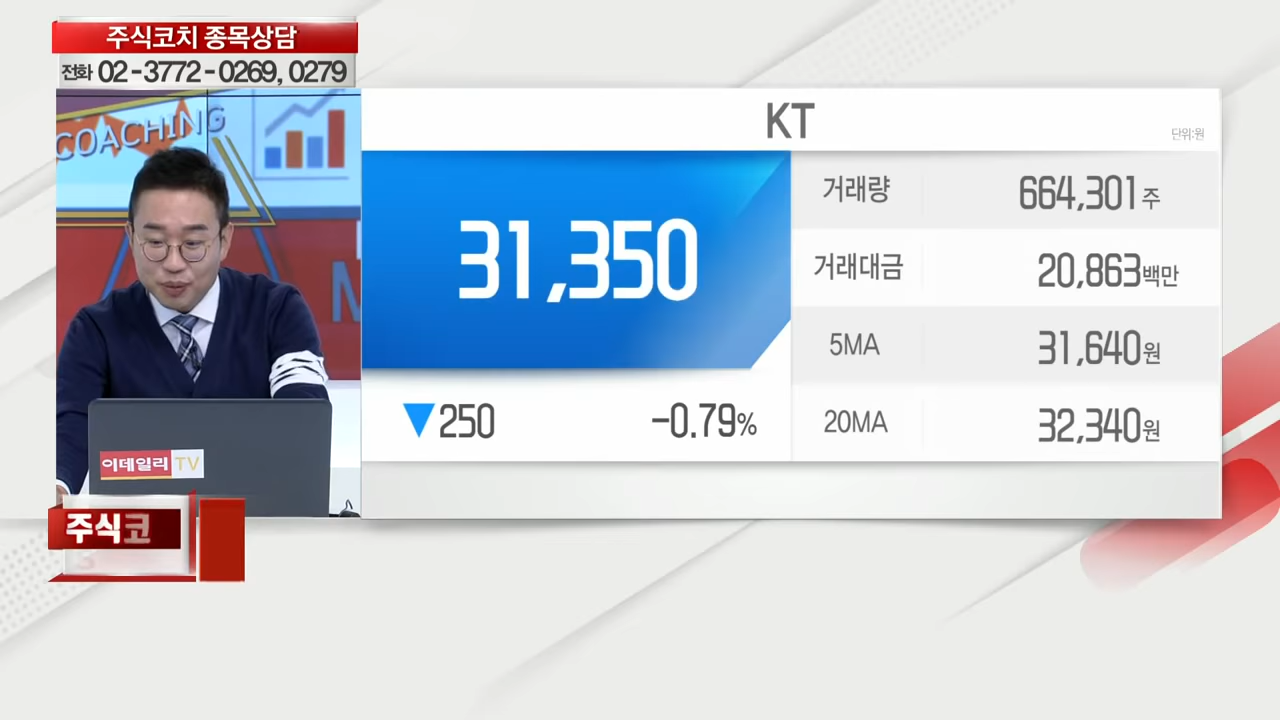 주식코치 종목상담
전화 02-3772-0269, 0279
COACHING
M
이데일리 TV
주식코
KT
단위:원
31,350
▼250 -0.79%
거래량 664,301주
거래대금 20,863백만
5MA 31,640원
20MA 32,340원